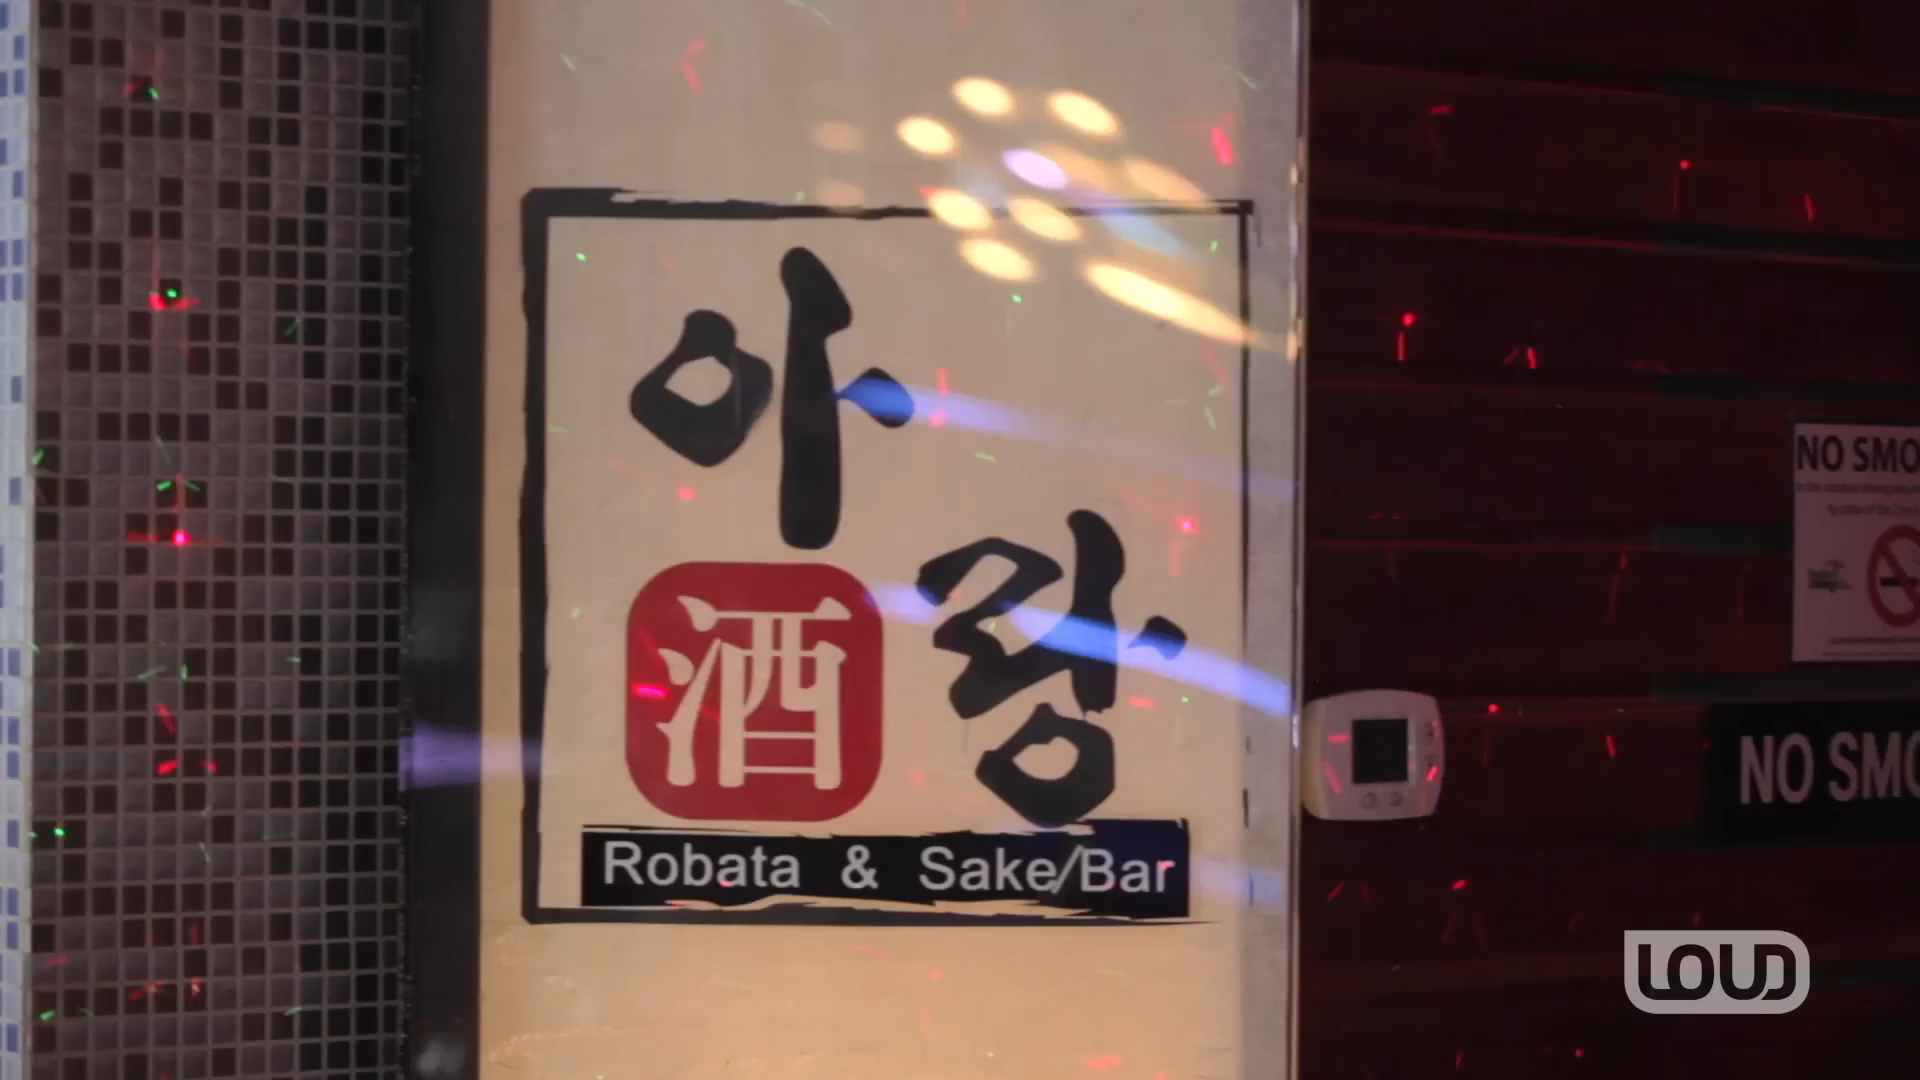 아
酒랑
Robata & Sake/Bar
NO SMO
NO SMO
LOUD